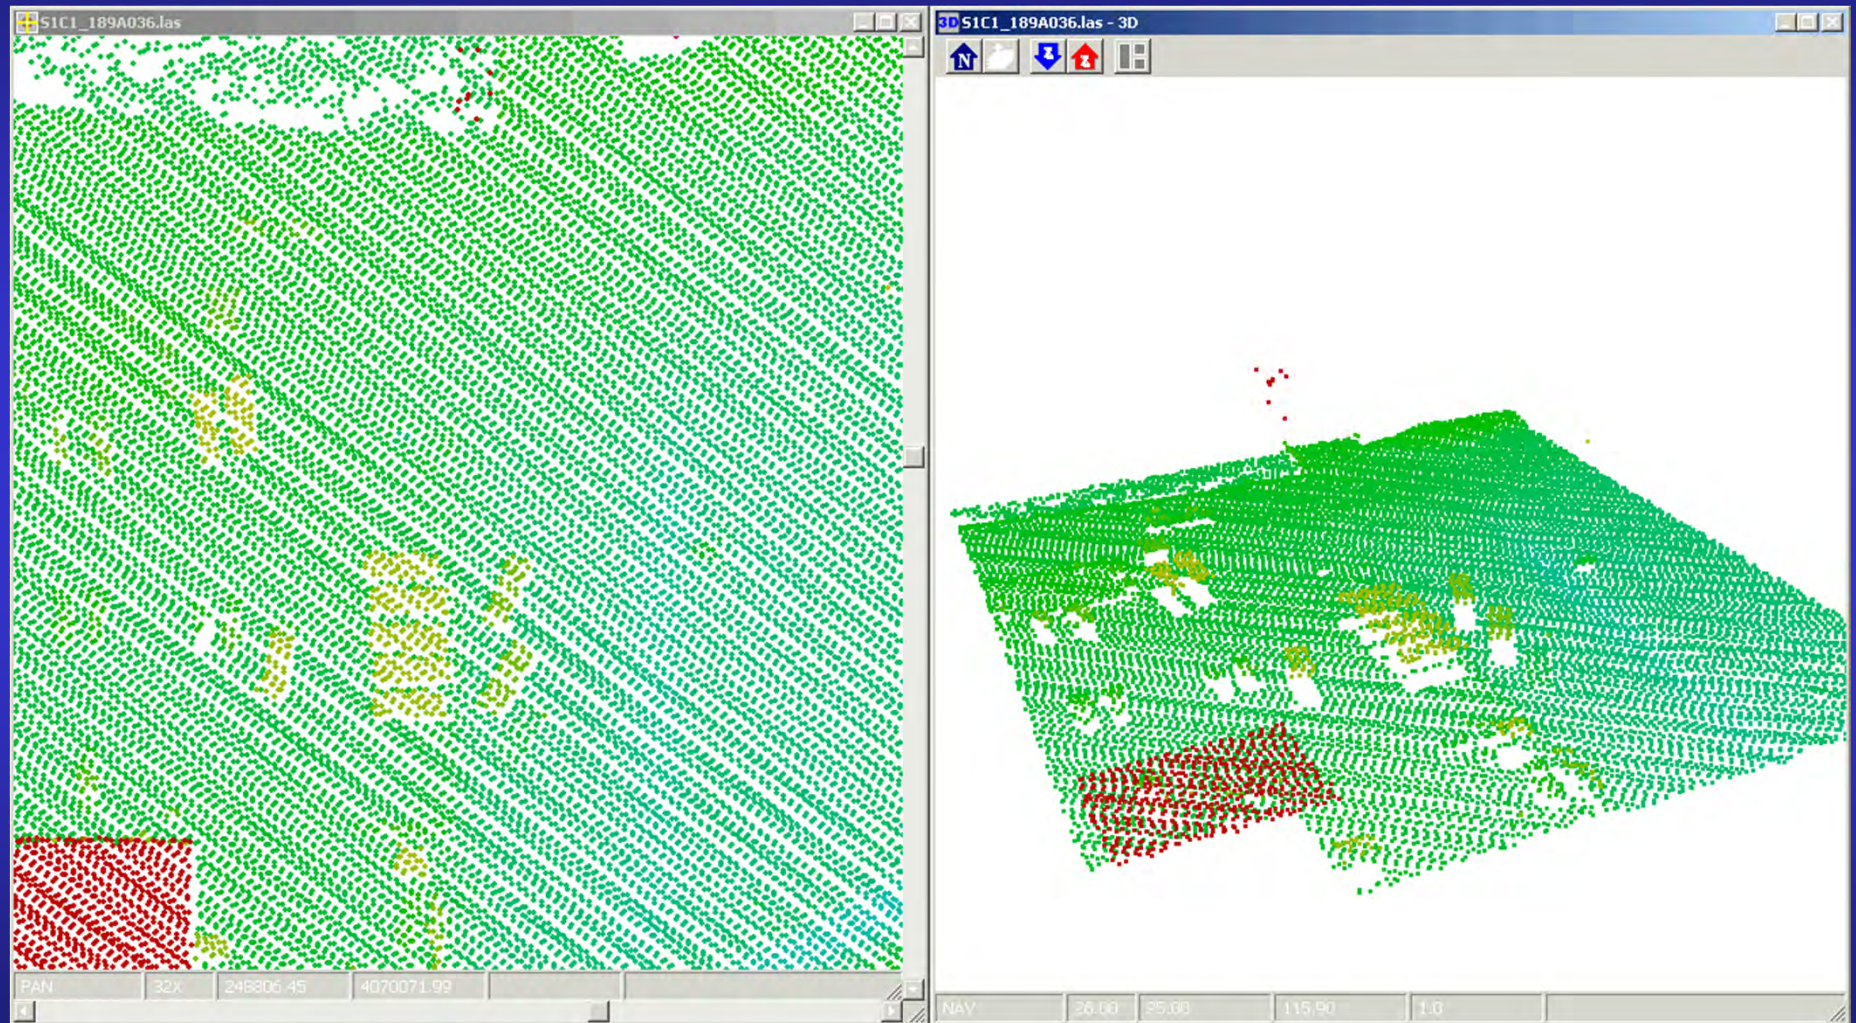 S1C1_189A036.las
3D S1C1_189A036.las - 3D
N
Z Z
PAN 32X 248806.45 4070071.99
NAV 26.00 25.00 115.90 1.0